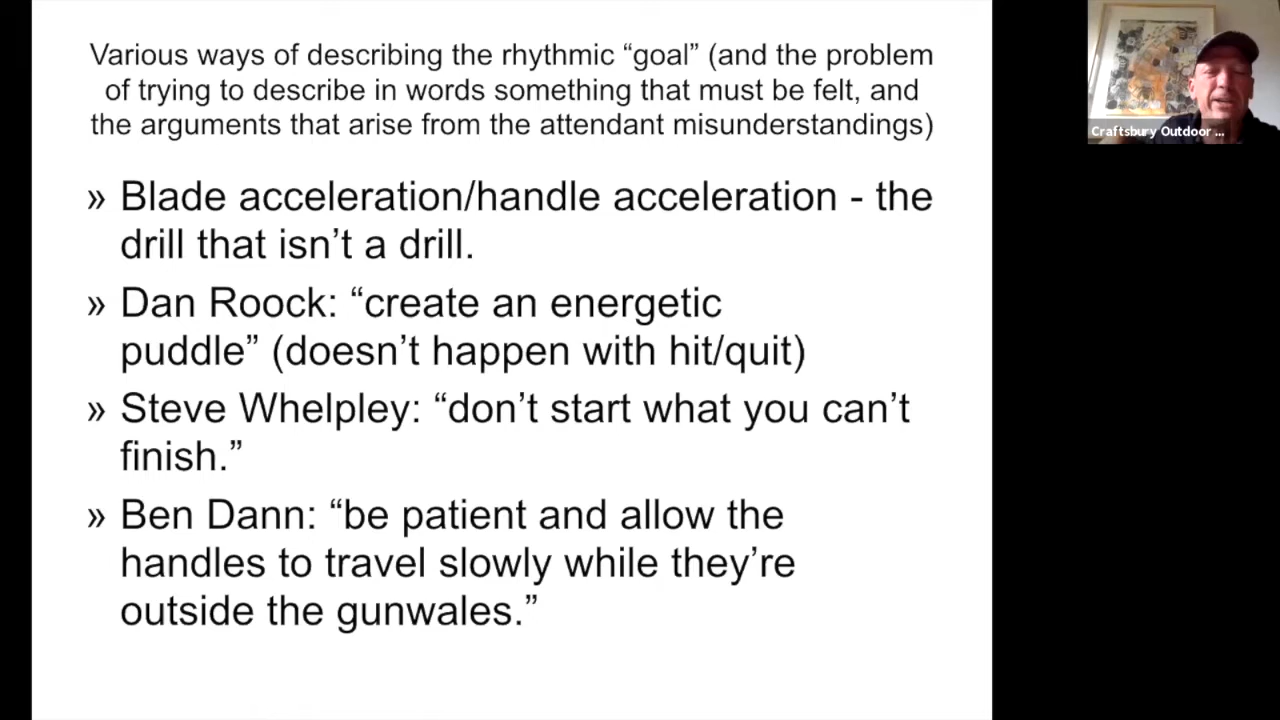 Various ways of describing the rhythmic “goal” (and the problem
of trying to describe in words something that must be felt, and
the arguments that arise from the attendant misunderstandings)
» Blade acceleration/handle acceleration - the
drill that isn’t a drill.
» Dan Roock: “create an energetic
puddle” (doesn’t happen with hit/quit)
» Steve Whelpley: “don’t start what you can’t
finish.”
» Ben Dann: “be patient and allow the
handles to travel slowly while they’re
outside the gunwales.”
Craftsbury Outdoor ...